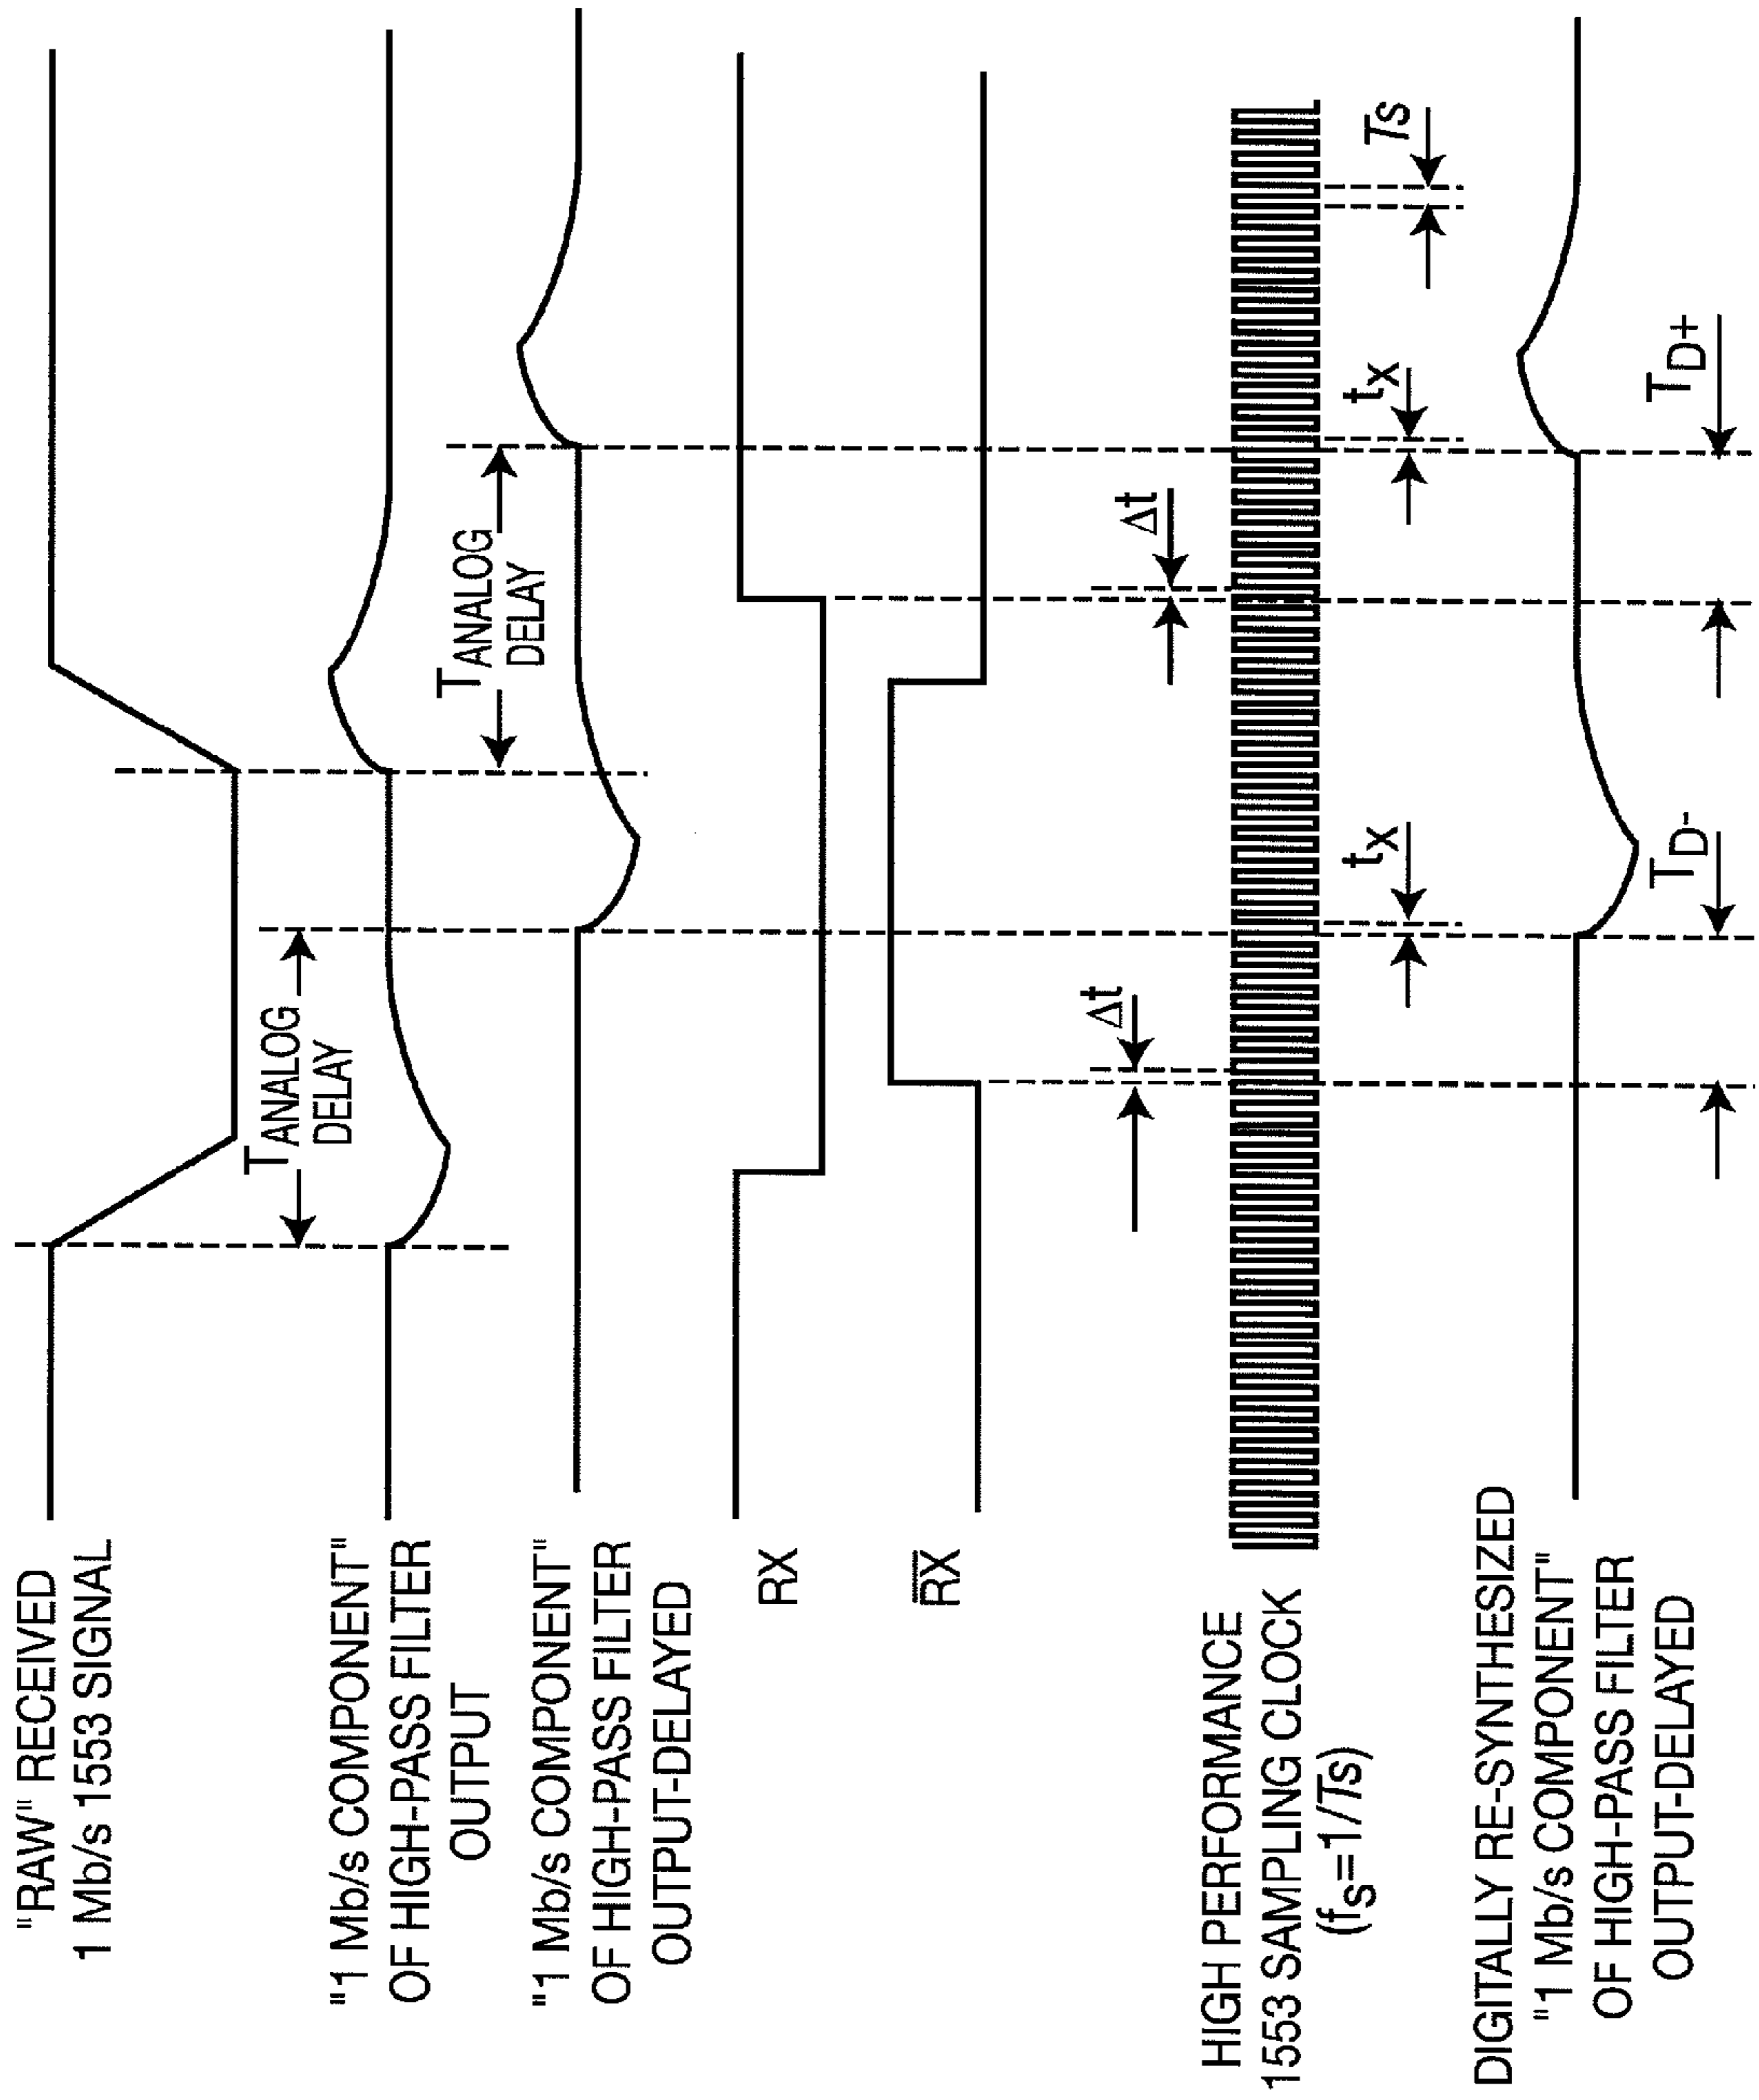 "RAW" RECEIVED
1 Mb/s 1553 SIGNAL
"1 Mb/s COMPONENT"
OF HIGH-PASS FILTER
OUTPUT
"1 Mb/s COMPONENT"
OF HIGH-PASS FILTER
OUTPUT-DELAYED
RX
R̅X̅
HIGH PERFORMANCE
1553 SAMPLING CLOCK
(fs=1/Ts)
DIGITALLY RE-SYNTHESIZED
"1 Mb/s COMPONENT"
OF HIGH-PASS FILTER
OUTPUT-DELAYED
TANALOG
DELAY
TANALOG
DELAY
Δt
Δt
tx
tx
Ts
TD-
TD+